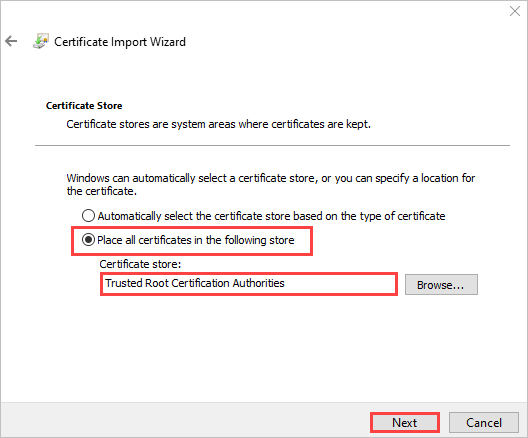 Certificate Import Wizard
Certificate Store
Certificate stores are system areas where certificates are kept.
Windows can automatically select a certificate store, or you can specify a location for
the certificate.
Automatically select the certificate store based on the type of certificate
Place all certificates in the following store
Certificate store:
Trusted Root Certification Authorities
Browse...
Next
Cancel